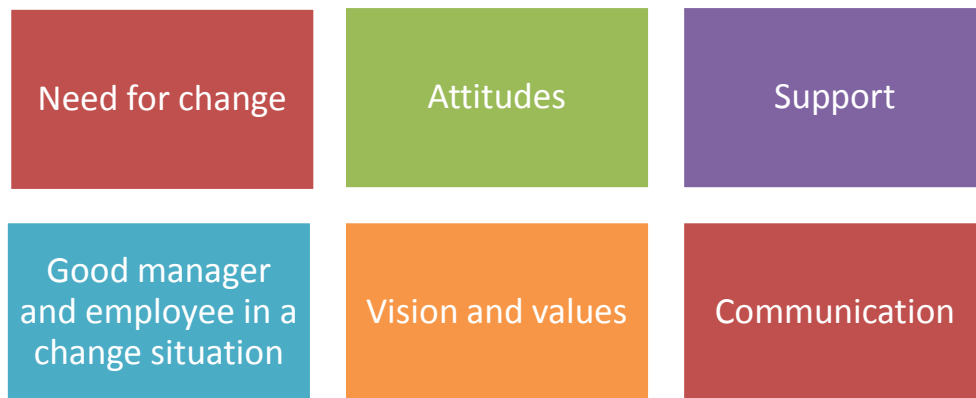 Need for change
Attitudes
Support
Good manager
and employee in a
change situation
Vision and values
Communication